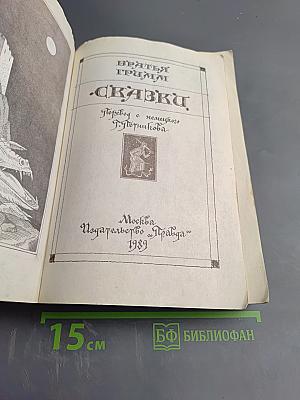 БРАТЬЯ
ГРИММ
СКАЗКИ
Перевод с немецкого
Г. Петникова
Москва
Издательство „Правда“
1989
15 см
БФ БИБЛИОФАН